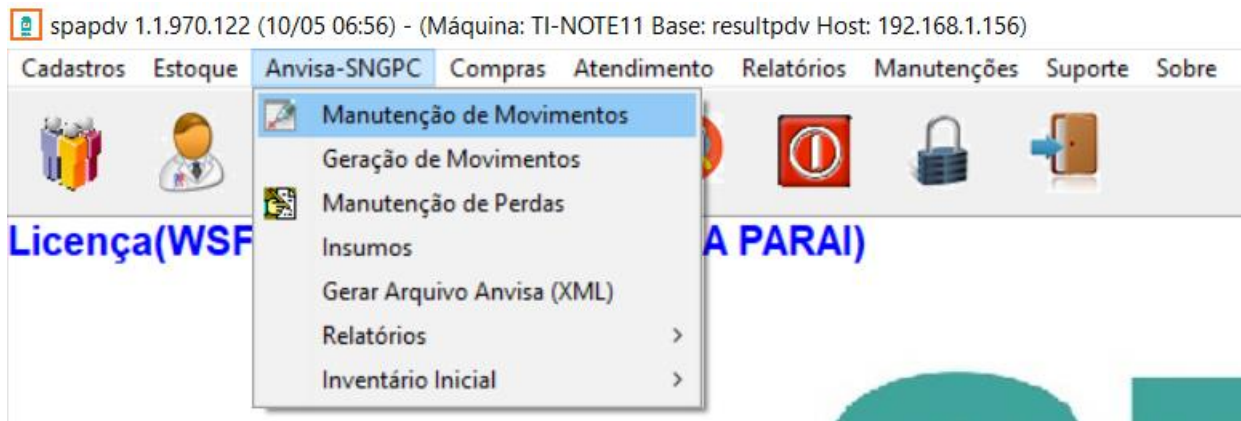 spapdv 1.1.970.122 (10/05 06:56) - (Máquina: TI-NOTE11 Base: resultpdv Host: 192.168.1.156)
Cadastros Estoque Anvisa-SNGPC Compras Atendimento Relatórios Manutenções Suporte Sobre
Manutenção de Movimentos
Geração de Movimentos
Manutenção de Perdas
Insumos
Gerar Arquivo Anvisa (XML)
Relatórios
Inventário Inicial
Licença(WSF A PARAI)